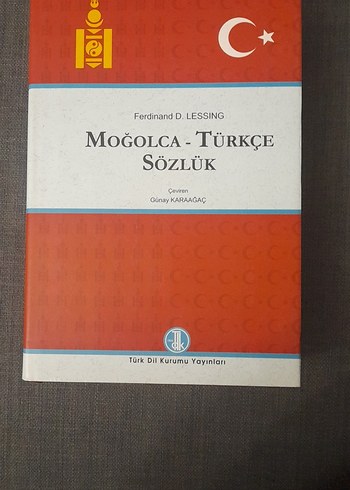 Ferdinand D. LESSING
MOĞOLCA - TÜRKÇE
SÖZLÜK
Çeviren
Günay KARAAĞAÇ
Türk Dil Kurumu Yayınları